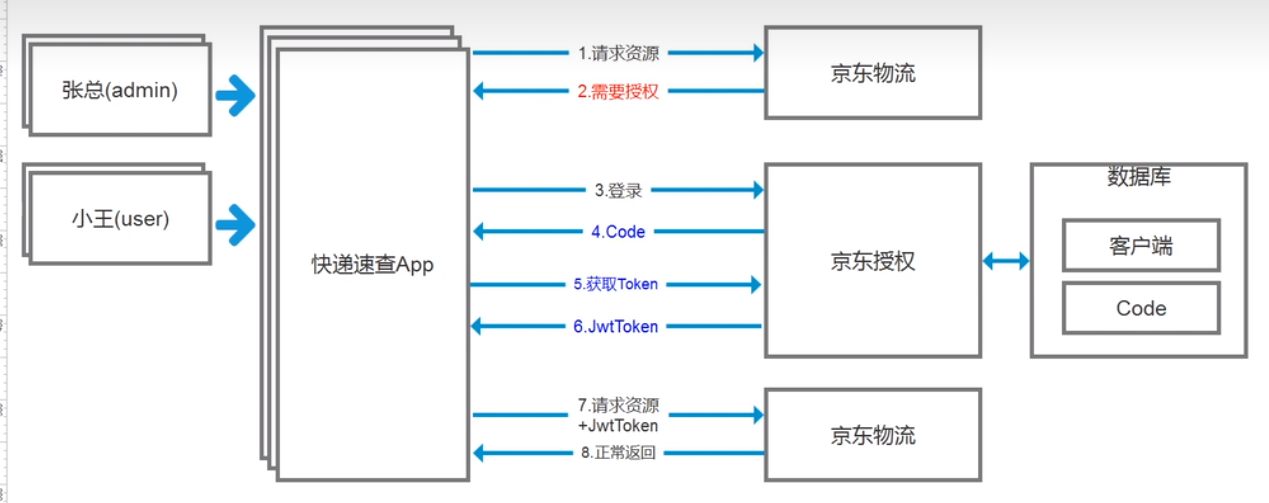 张总(admin)
小王(user)
快递速查App
1.请求资源
2.需要授权
京东物流
3.登录
4.Code
5.获取Token
6.JwtToken
京东授权
数据库
客户端
Code
7.请求资源
+JwtToken
8.正常返回
京东物流